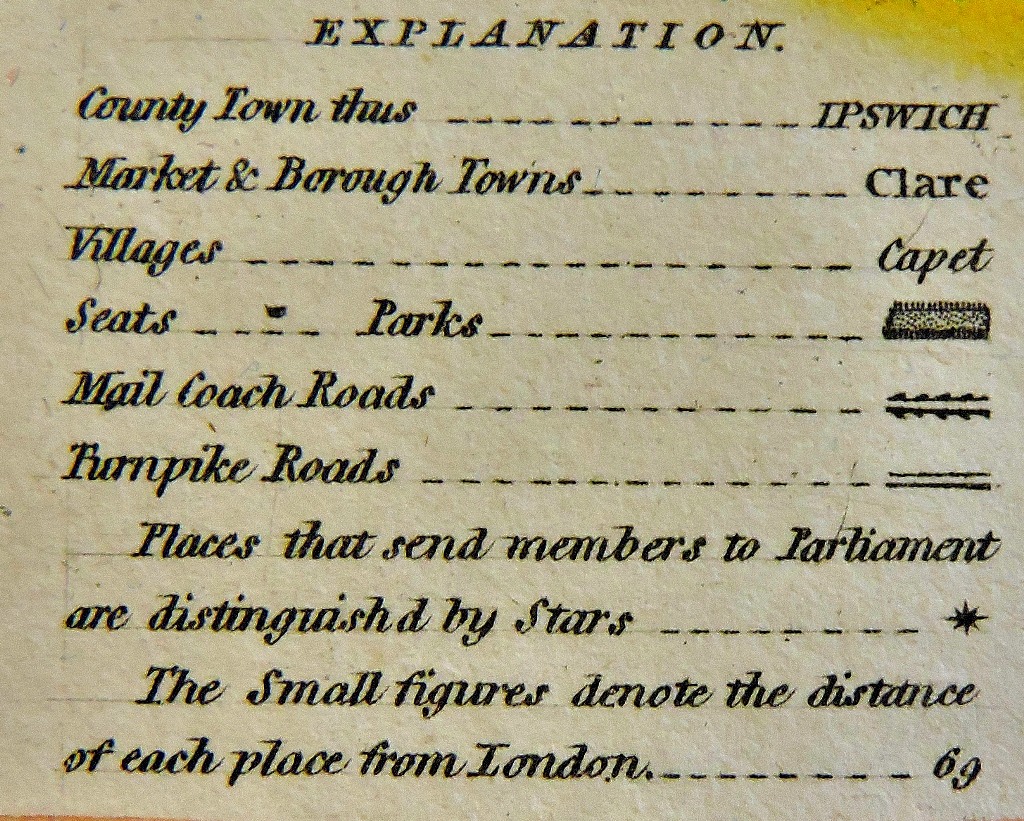 EXPLANATION.
County Town thus IPSWICH
Market & Borough Towns Clare
Villages Capet
Seats Parks
Mail Coach Roads
Turnpike Roads
Places that send members to Parliament
are distinguish d by Stars
The Small figures denote the distance
of each place from London. 69